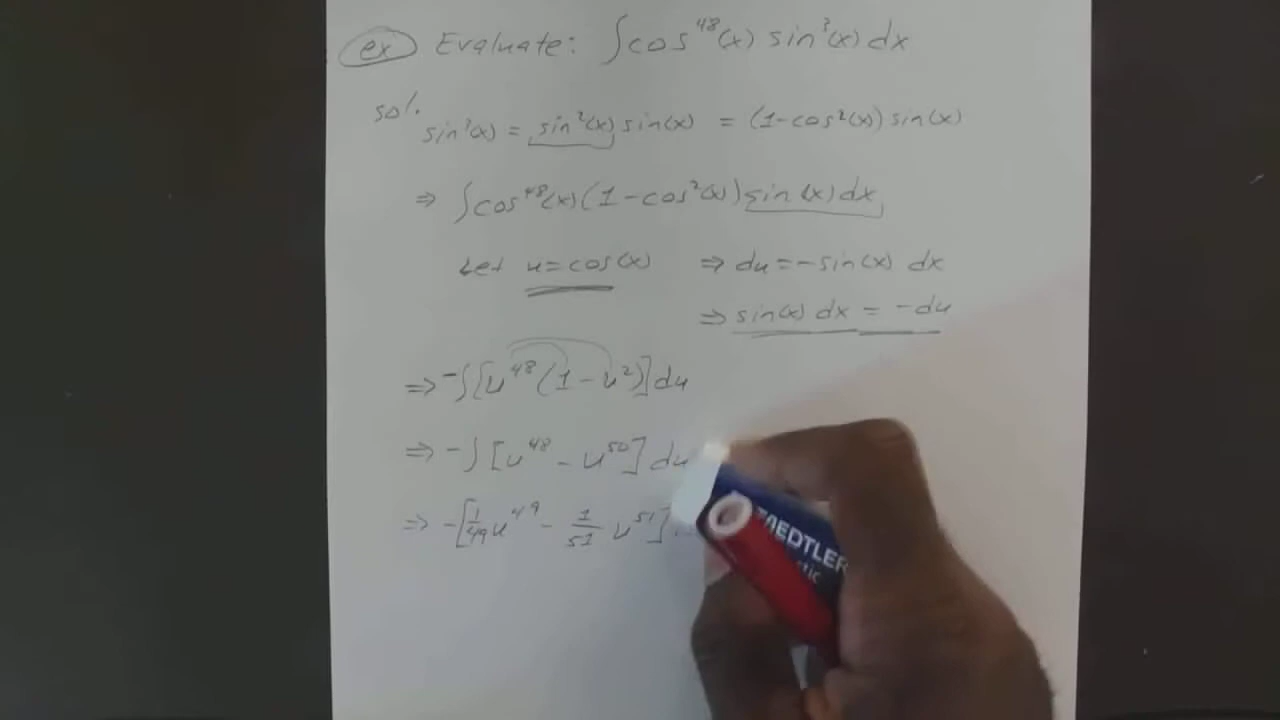 ex Evaluate: ∫cos⁴⁸(x) sin³(x) dx
sol.
sin³(x) = sin²(x) sin(x) = (1-cos²(x)) sin(x)
⇒ ∫cos⁴⁸(x)(1-cos²(x)) sin(x) dx
Let u=cos(x) ⇒ du=-sin(x) dx
⇒ sin(x) dx = -du
⇒ -∫[u⁴⁸(1-u²)]du
⇒ -∫[u⁴⁸-u⁵⁰]du
⇒ -[1/49 u⁴⁹ - 1/51 u⁵¹]
STAEDTLER